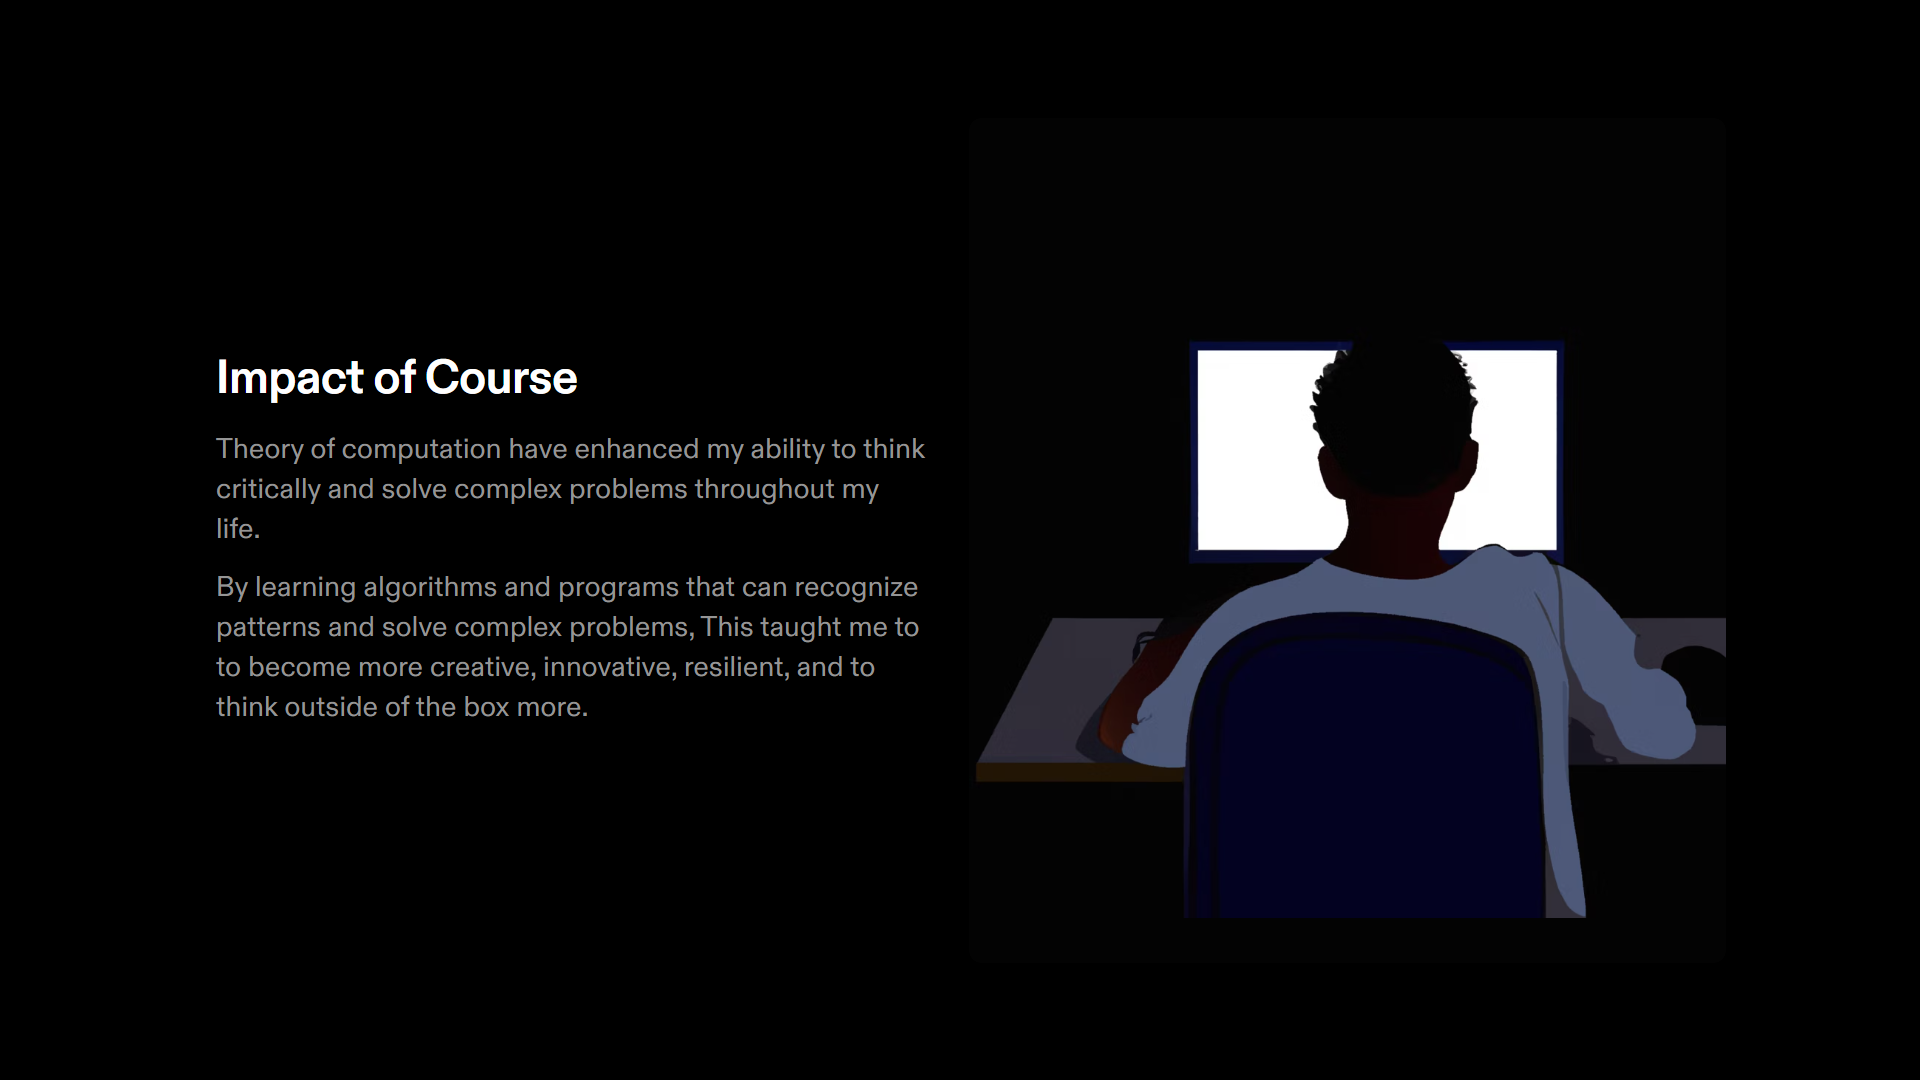 Impact of Course
Theory of computation have enhanced my ability to think
critically and solve complex problems throughout my
life.
By learning algorithms and programs that can recognize
patterns and solve complex problems, This taught me to
to become more creative, innovative, resilient, and to
think outside of the box more.